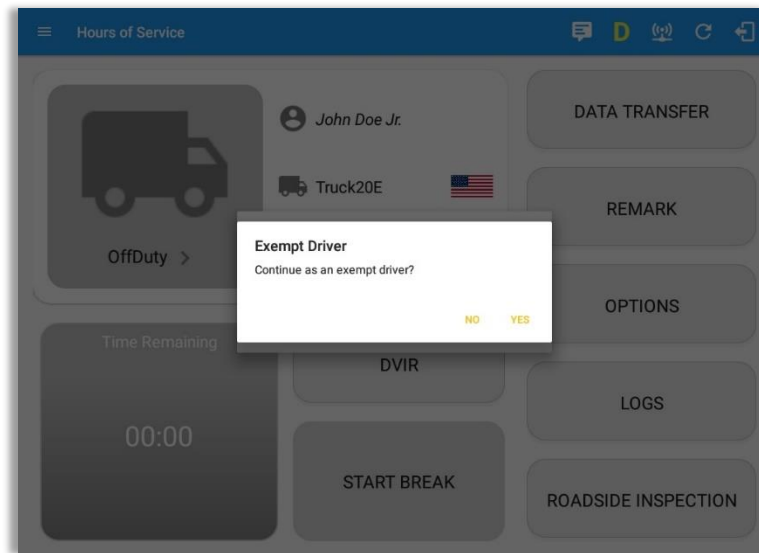 Hours of Service
D
John Doe Jr.
Truck20E
OffDuty >
Exempt Driver
Continue as an exempt driver?
NO YES
Time Remaining
00:00
DVIR
START BREAK
DATA TRANSFER
REMARK
OPTIONS
LOGS
ROADSIDE INSPECTION